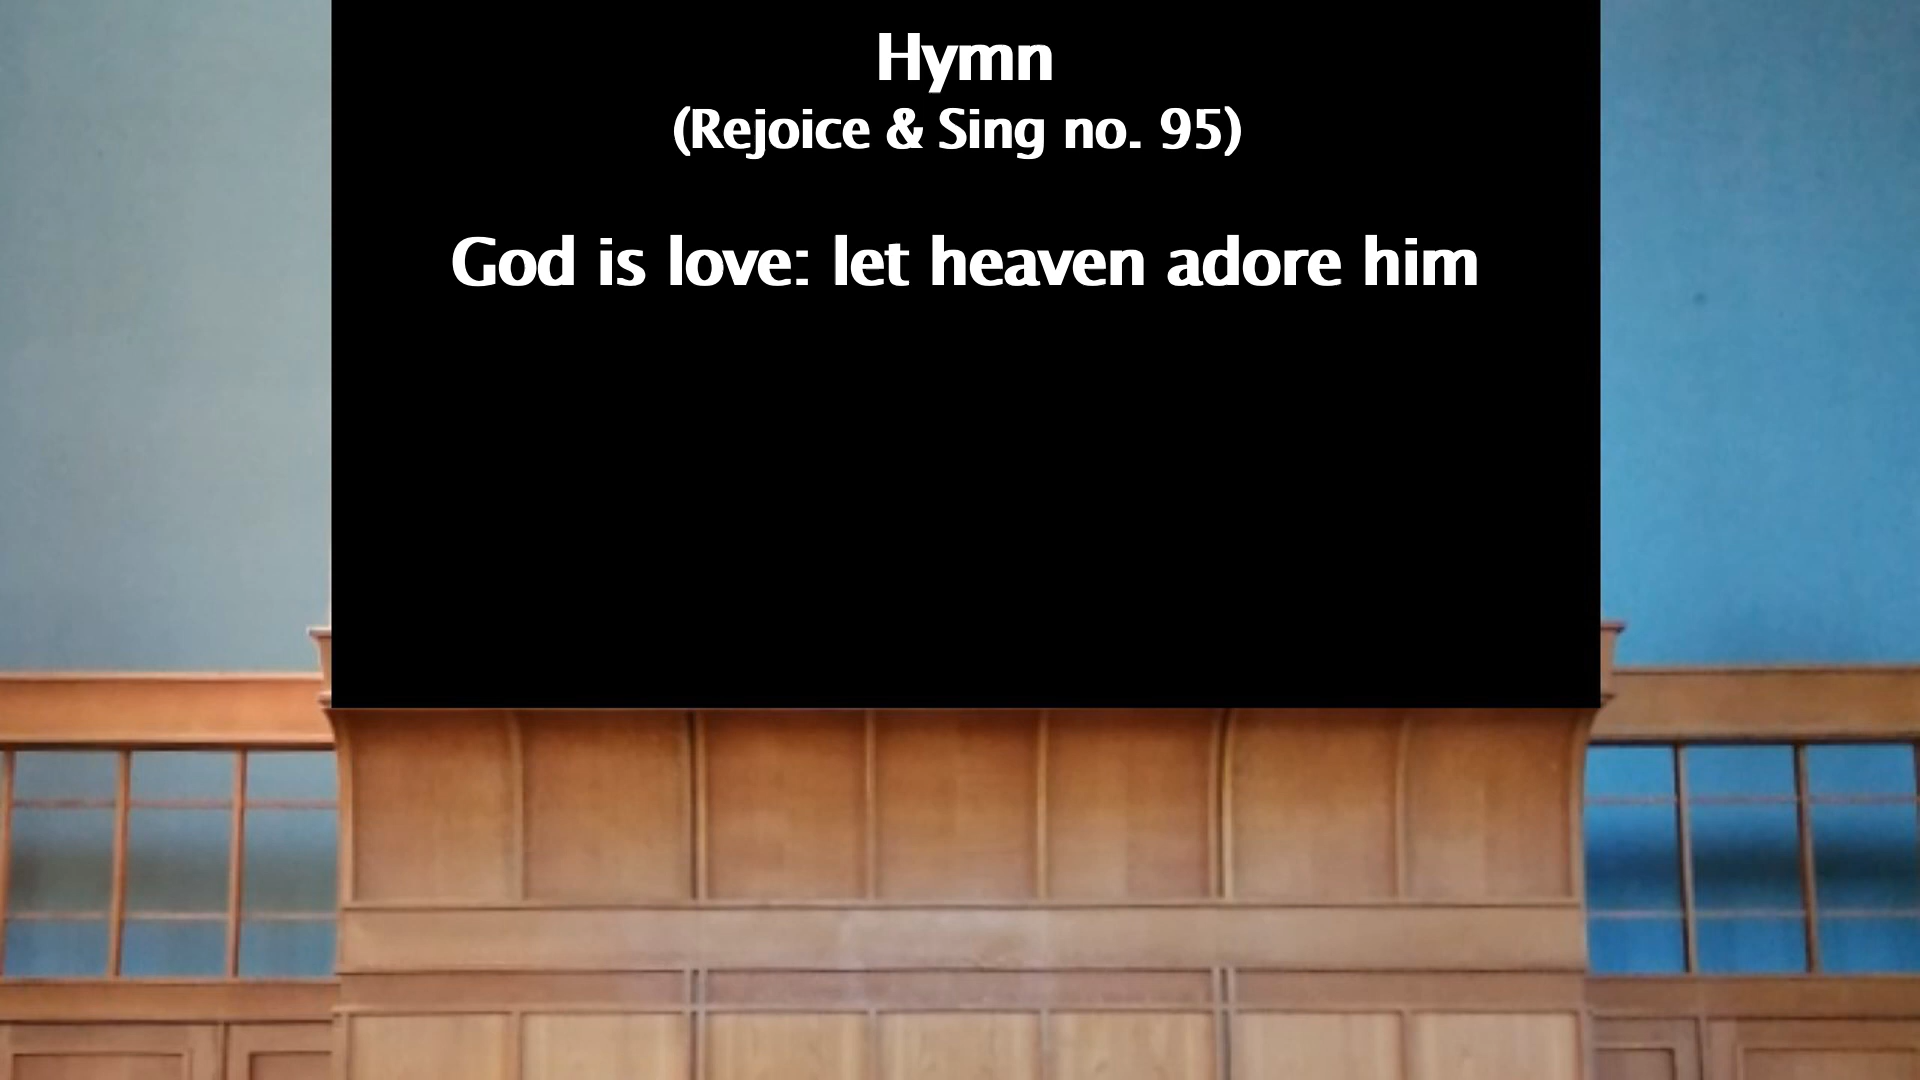 Hymn
(Rejoice & Sing no. 95)
God is love: let heaven adore him